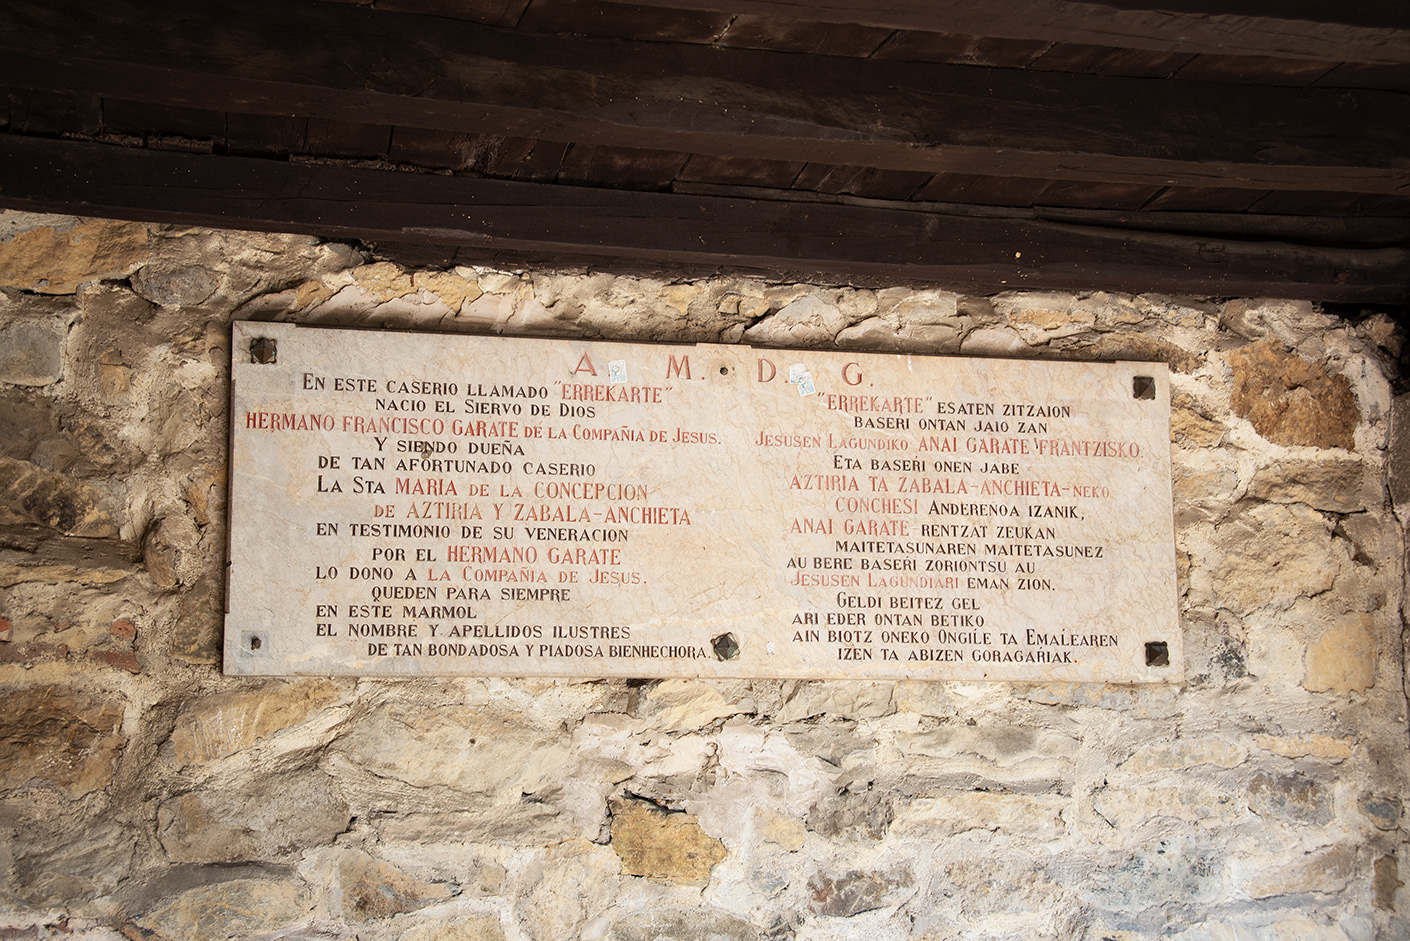 A. M. D. G.
EN ESTE CASERIO LLAMADO "ERREKARTE"
NACIO EL SIERVO DE DIOS
HERMANO FRANCISCO GARATE DE LA COMPAÑIA DE JESUS.
Y SIENDO DUEÑA
DE TAN AFORTUNADO CASERIO
LA STA MARIA DE LA CONCEPCION
DE AZTIRIA Y ZABALA-ANCHIETA
EN TESTIMONIO DE SU VENERACION
POR EL HERMANO GARATE
LO DONO A LA COMPAÑIA DE JESUS.
QUEDEN PARA SIEMPRE
EN ESTE MARMOL
EL NOMBRE Y APELLIDOS ILUSTRES
DE TAN BONDADOSA Y PIADOSA BIENHECHORA.
"ERREKARTE" ESATEN ZITZAION
BASERI ONTAN JAIO ZAN
JESUSEN LAGUNDIKO ANAI GARATE FRANTZISKO.
ETA BASEŔI ONEN JABE
AZTIRIA TA ZABALA-ANCHIETA-NEKO
CONCHESI ANDERENOA IZANIK,
ANAI GARATE-RENTZAT ZEUKAN
MAITETASUNAREN MAITETASUNEZ
AU BERE BASEŔI ZORIONTSU AU
JESUSEN LAGUNDIARI EMAN ZION.
GELDI BEITEZ GEL
AŔI EDER ONTAN BETIKO
AIN BIOTZ ONEKO ONGIĹE TA EMAĹEAREN
IZEN TA ABIZEN GORAGAŔIAK.